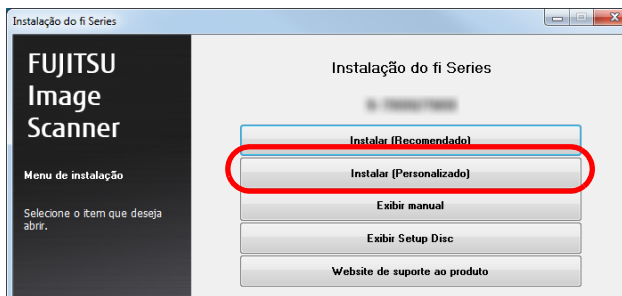 Instalação do fi Series
FUJITSU
Image
Scanner
Menu de instalação
Selecione o item que deseja
abrir.
Instalação do fi Series
Instalar (Recomendado)
Instalar (Personalizado)
Exibir manual
Exibir Setup Disc
Website de suporte ao produto